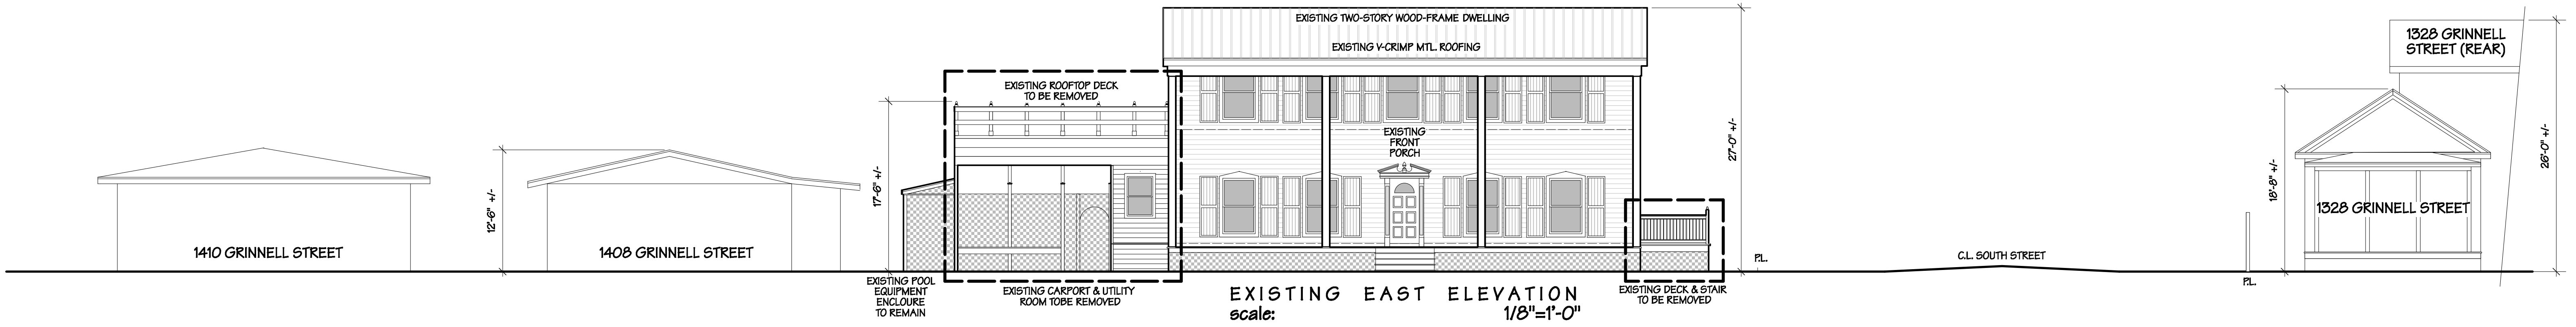 EXISTING TWO-STORY WOOD-FRAME DWELLING
EXISTING V-CRIMP MTL. ROOFING
1328 GRINNELL
STREET (REAR)
EXISTING ROOFTOP DECK
TO BE REMOVED
EXISTING
FRONT
PORCH
12'-6" +/-
17'-6" +/-
27'-0" +/-
18'-8" +/-
26'-0" +/-
1410 GRINNELL STREET
1408 GRINNELL STREET
1328 GRINNELL STREET
P.L.
C.L. SOUTH STREET
P.L.
EXISTING POOL
EQUIPMENT
ENCLOURE
TO REMAIN
EXISTING CARPORT & UTILITY
ROOM TOBE REMOVED
EXISTING DECK & STAIR
TO BE REMOVED
EXISTING EAST ELEVATION
scale: 1/8"=1'-0"